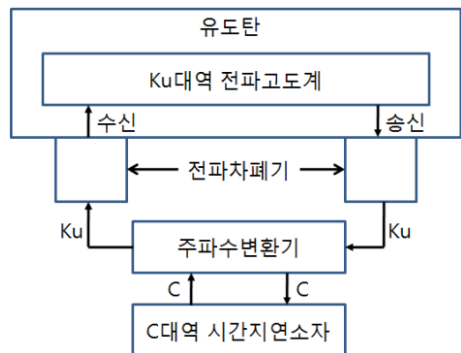 유도탄
Ku대역 전파고도계
수신
송신
전파차폐기
Ku
Ku
주파수변환기
C
C
C대역 시간지연소자